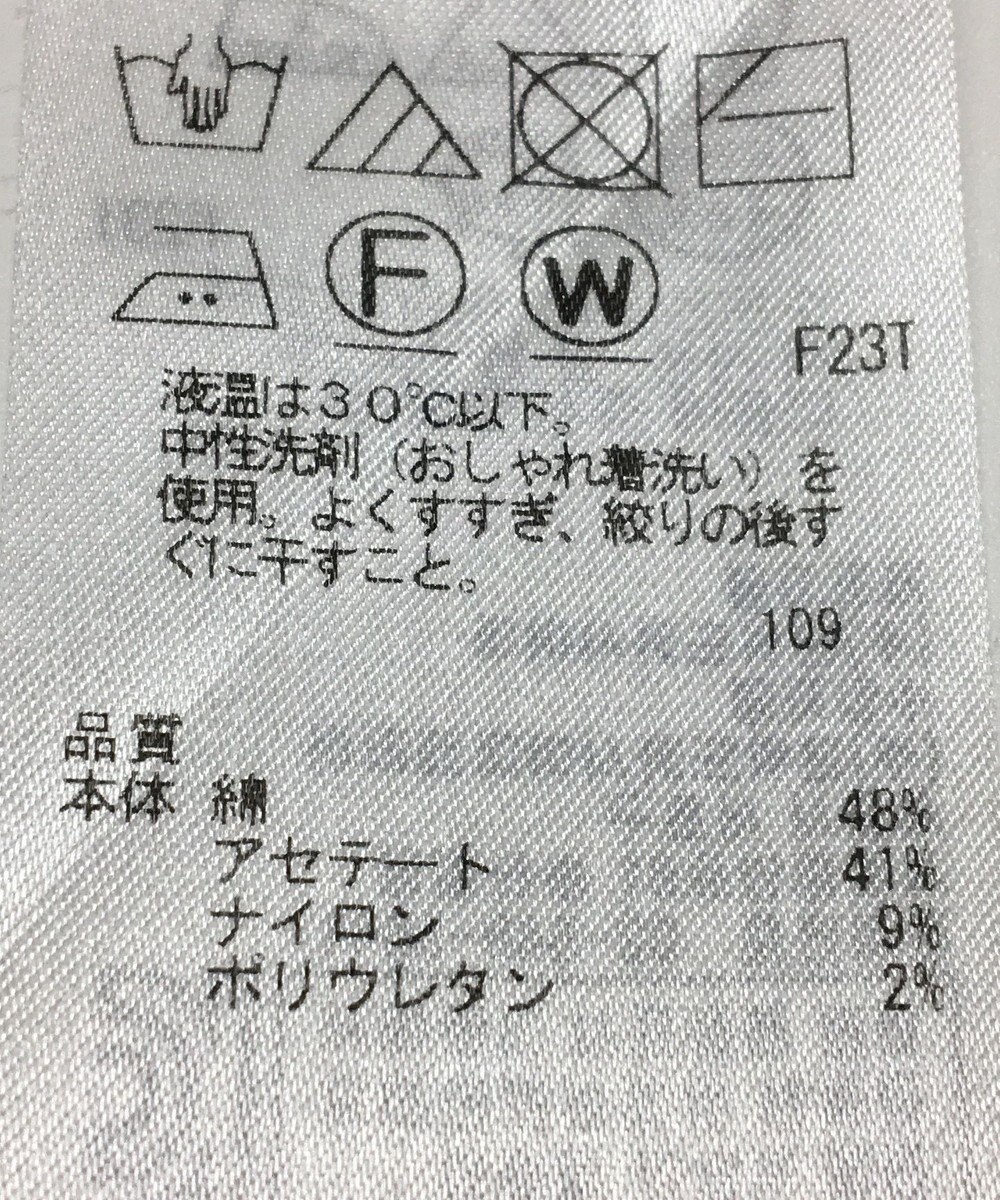 F
W
F23T
液温は30℃以下。
中性洗剤（おしゃれ着洗い）を
使用。よくすすぎ、絞りの後す
ぐに干すこと。
109
品質
本体 綿 48%
アセテート 41%
ナイロン 9%
ポリウレタン 2%